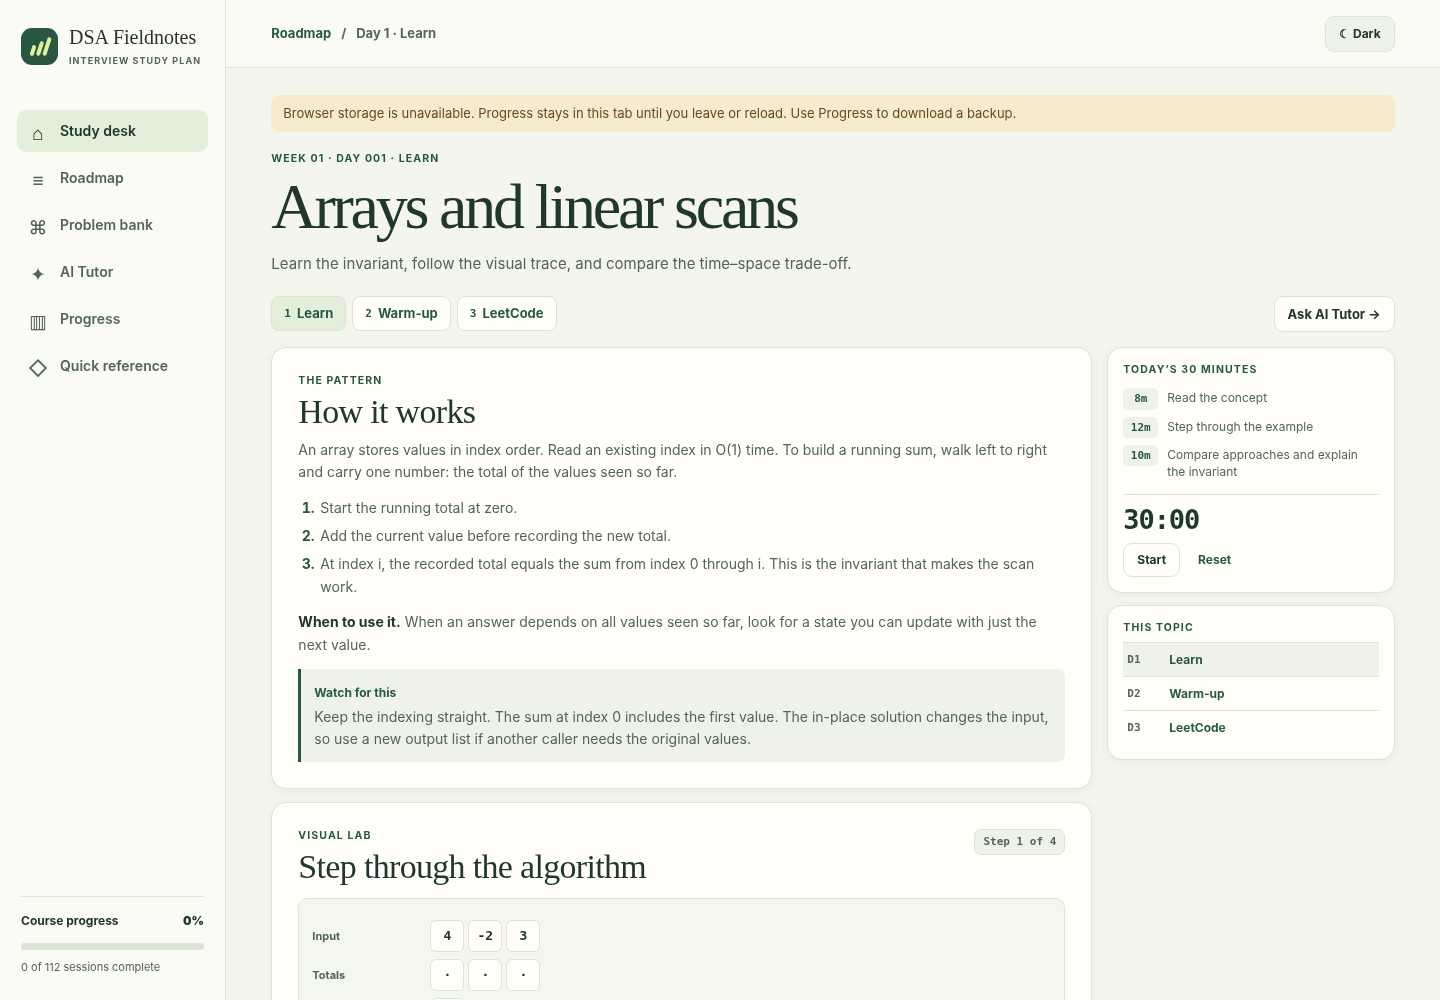 DSA Fieldnotes
INTERVIEW STUDY PLAN
Study desk
Roadmap
Problem bank
AI Tutor
Progress
Quick reference
Course progress 0%
0 of 112 sessions complete
Roadmap / Day 1 · Learn
☾ Dark
Browser storage is unavailable. Progress stays in this tab until you leave or reload. Use Progress to download a backup.
WEEK 01 · DAY 001 · LEARN
Arrays and linear scans
Learn the invariant, follow the visual trace, and compare the time–space trade-off.
1 Learn
2 Warm-up
3 LeetCode
Ask AI Tutor →
THE PATTERN
How it works
An array stores values in index order. Read an existing index in O(1) time. To build a running sum, walk left to right
and carry one number: the total of the values seen so far.
1. Start the running total at zero.
2. Add the current value before recording the new total.
3. At index i, the recorded total equals the sum from index 0 through i. This is the invariant that makes the scan
work.
When to use it. When an answer depends on all values seen so far, look for a state you can update with just the
next value.
Watch for this
Keep the indexing straight. The sum at index 0 includes the first value. The in-place solution changes the input,
so use a new output list if another caller needs the original values.
VISUAL LAB
Step through the algorithm
Step 1 of 4
Input 4 -2 3
Totals · · ·
TODAY’S 30 MINUTES
8m Read the concept
12m Step through the example
10m Compare approaches and explain
the invariant
30:00
Start Reset
THIS TOPIC
D1 Learn
D2 Warm-up
D3 LeetCode